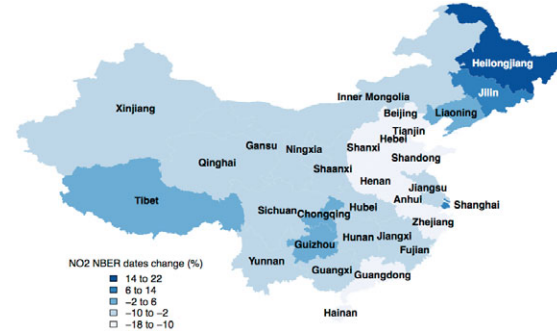 Heilongjiang
Jilin
Inner Mongolia
Liaoning
Beijing
Xinjiang
Tianjin
Hebei
Gansu
Ningxia
Shanxi
Shandong
Qinghai
Shaanxi
Henan
Jiangsu
Tibet
Anhui
Shanghai
Sichuan
Chongqing
Hubei
Zhejiang
Guizhou
Hunan
Jiangxi
Fujian
Yunnan
Guangxi
Guangdong
Hainan
NO2 NBER dates change (%)
14 to 22
6 to 14
−2 to 6
−10 to −2
−18 to −10